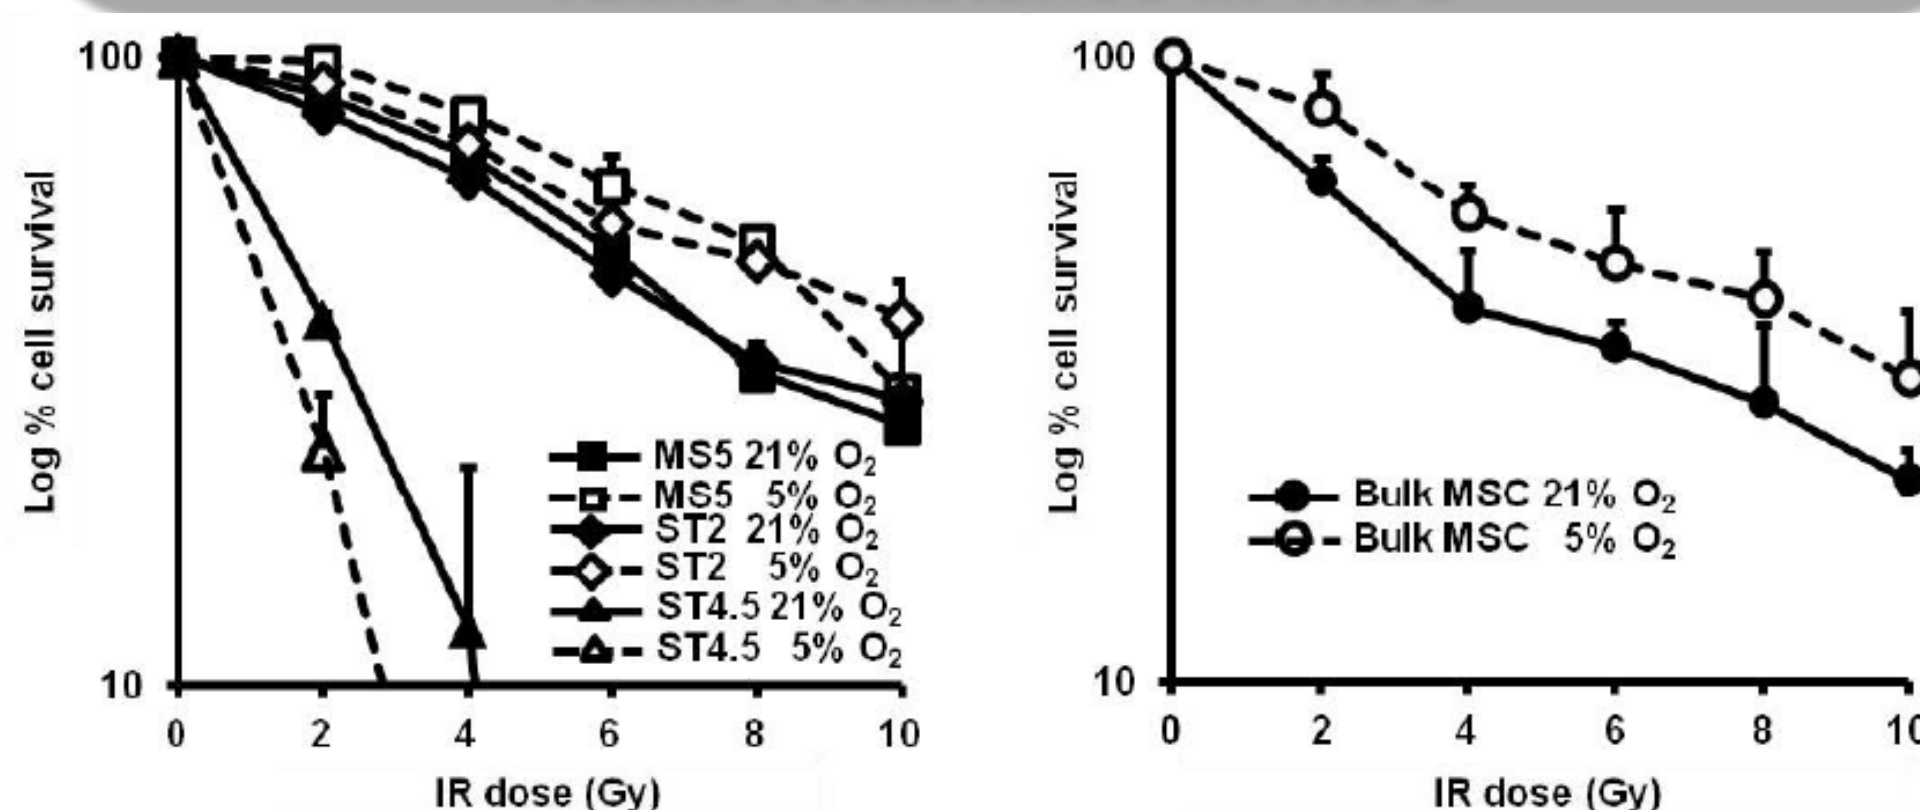 100
10
Log % cell survival
0 2 4 6 8 10
IR dose (Gy)
MS5 21% O₂
MS5 5% O₂
ST2 21% O₂
ST2 5% O₂
ST4.5 21% O₂
ST4.5 5% O₂
100
10
Log % cell survival
0 2 4 6 8 10
IR dose (Gy)
Bulk MSC 21% O₂
Bulk MSC 5% O₂